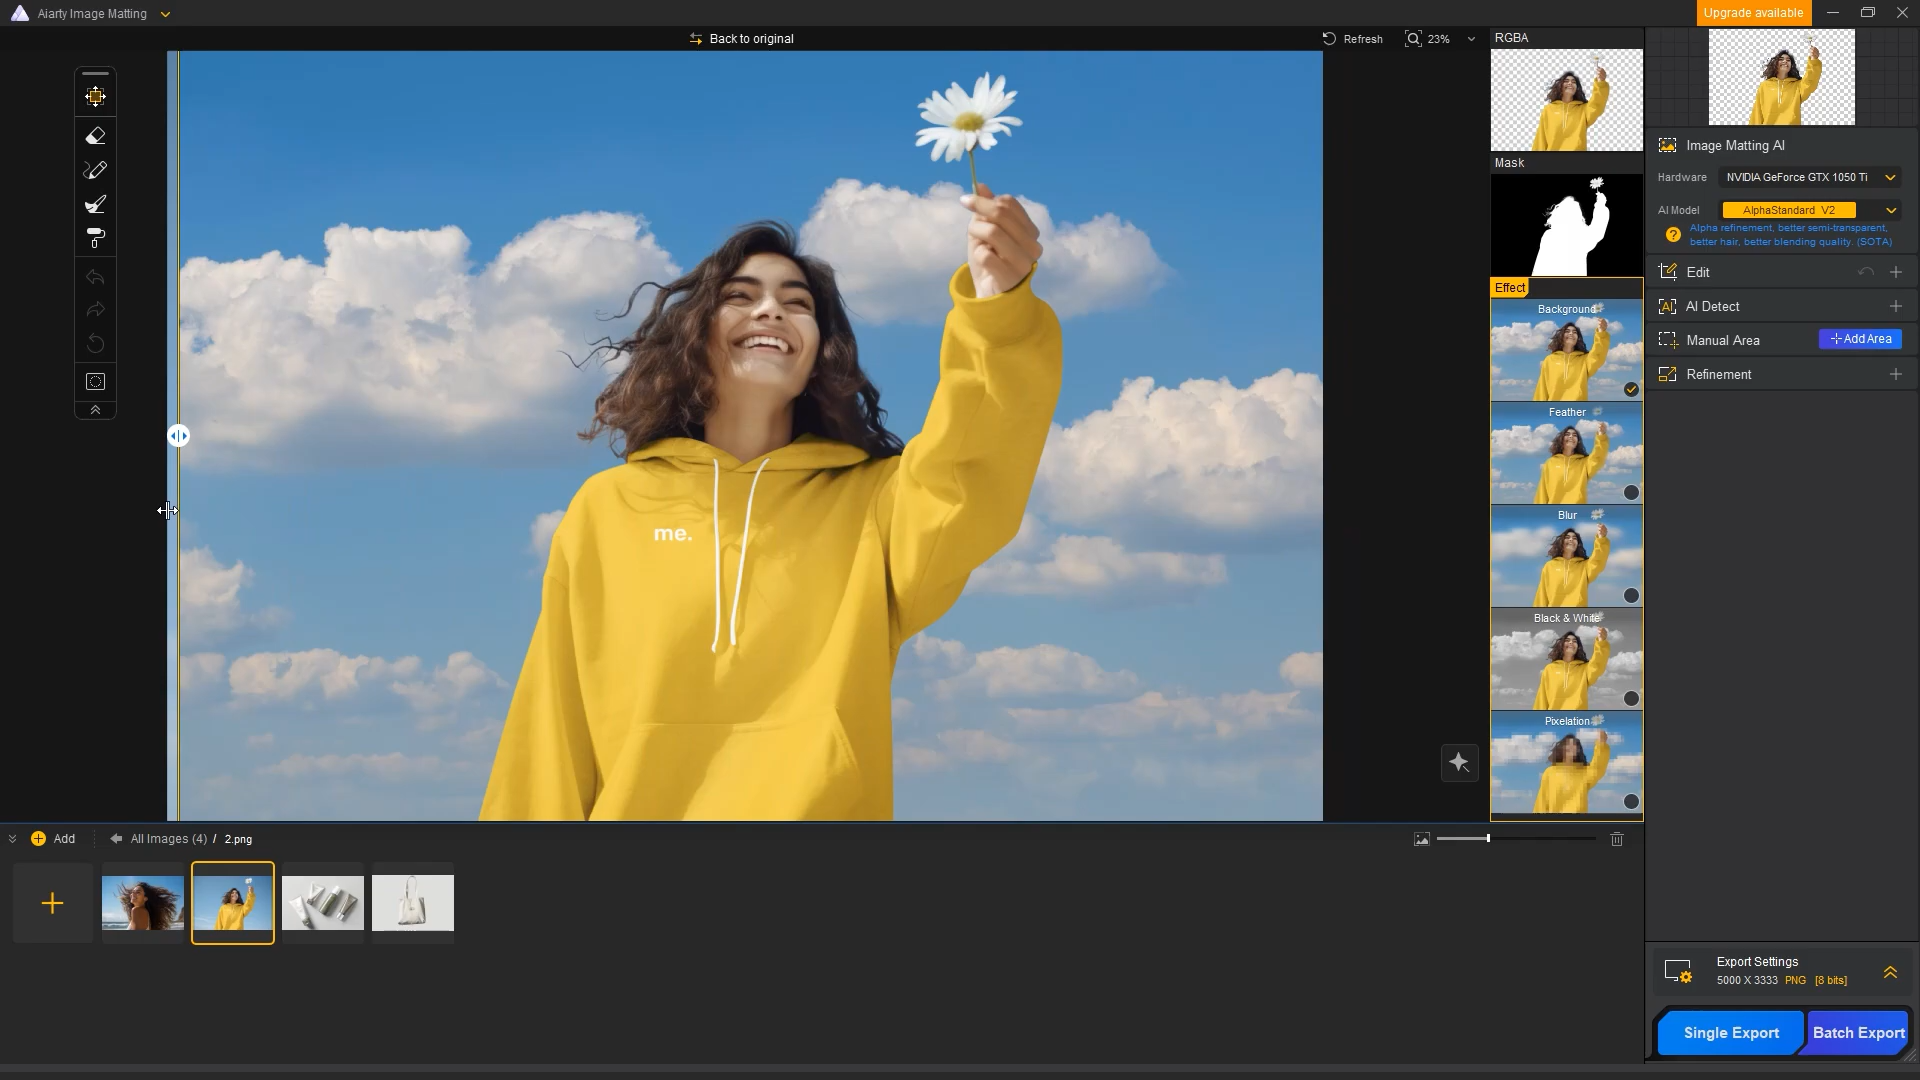 Aiarty Image Matting
Upgrade available
Back to original
Refresh
23%
RGBA
Mask
Effect
Background
Feather
Blur
Black & White
Pixelation
me.
Image Matting AI
Hardware
NVIDIA GeForce GTX 1050 Ti
AI Model
AlphaStandard V2
?
Alpha refinement, better semi-transparent,
better hair, better blending quality. (SOTA)
Edit
AI
AI Detect
Manual Area
Add Area
Refinement
Add
All Images (4) / 2.png
Export Settings
5000 X 3333 PNG [8 bits]
Single Export
Batch Export